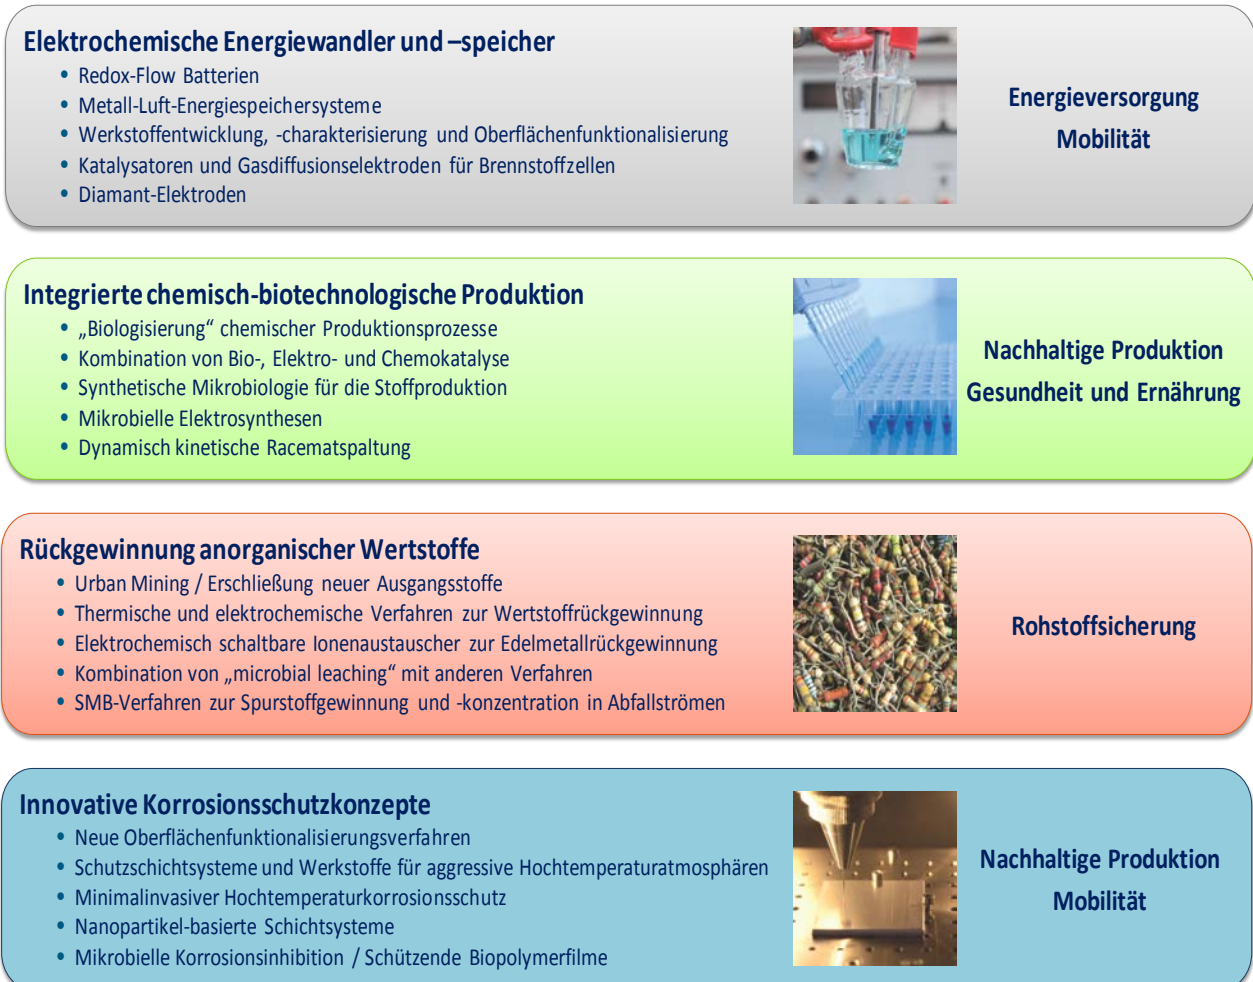 Elektrochemische Energiewandler und –speicher
• Redox-Flow Batterien
• Metall-Luft-Energiespeichersysteme
• Werkstoffentwicklung, -charakterisierung und Oberflächenfunktionalisierung
• Katalysatoren und Gasdiffusionselektroden für Brennstoffzellen
• Diamant-Elektroden
Energieversorgung
Mobilität
Integrierte chemisch-biotechnologische Produktion
• „Biologisierung“ chemischer Produktionsprozesse
• Kombination von Bio-, Elektro- und Chemokatalyse
• Synthetische Mikrobiologie für die Stoffproduktion
• Mikrobielle Elektrosynthesen
• Dynamisch kinetische Racematspaltung
Nachhaltige Produktion
Gesundheit und Ernährung
Rückgewinnung anorganischer Wertstoffe
• Urban Mining / Erschließung neuer Ausgangsstoffe
• Thermische und elektrochemische Verfahren zur Wertstoffrückgewinnung
• Elektrochemisch schaltbare Ionenaustauscher zur Edelmetallrückgewinnung
• Kombination von „microbial leaching“ mit anderen Verfahren
• SMB-Verfahren zur Spurstoffgewinnung und -konzentration in Abfallströmen
Rohstoffsicherung
Innovative Korrosionsschutzkonzepte
• Neue Oberflächenfunktionalisierungsverfahren
• Schutzschichtsysteme und Werkstoffe für aggressive Hochtemperaturatmosphären
• Minimalinvasiver Hochtemperaturkorrosionsschutz
• Nanopartikel-basierte Schichtsysteme
• Mikrobielle Korrosionsinhibition / Schützende Biopolymerfilme
Nachhaltige Produktion
Mobilität